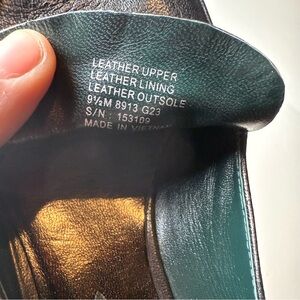 LEATHER UPPER
LEATHER LINING
LEATHER OUTSOLE
9½M 8913 G23
S/N : 153109
MADE IN VIETNAM